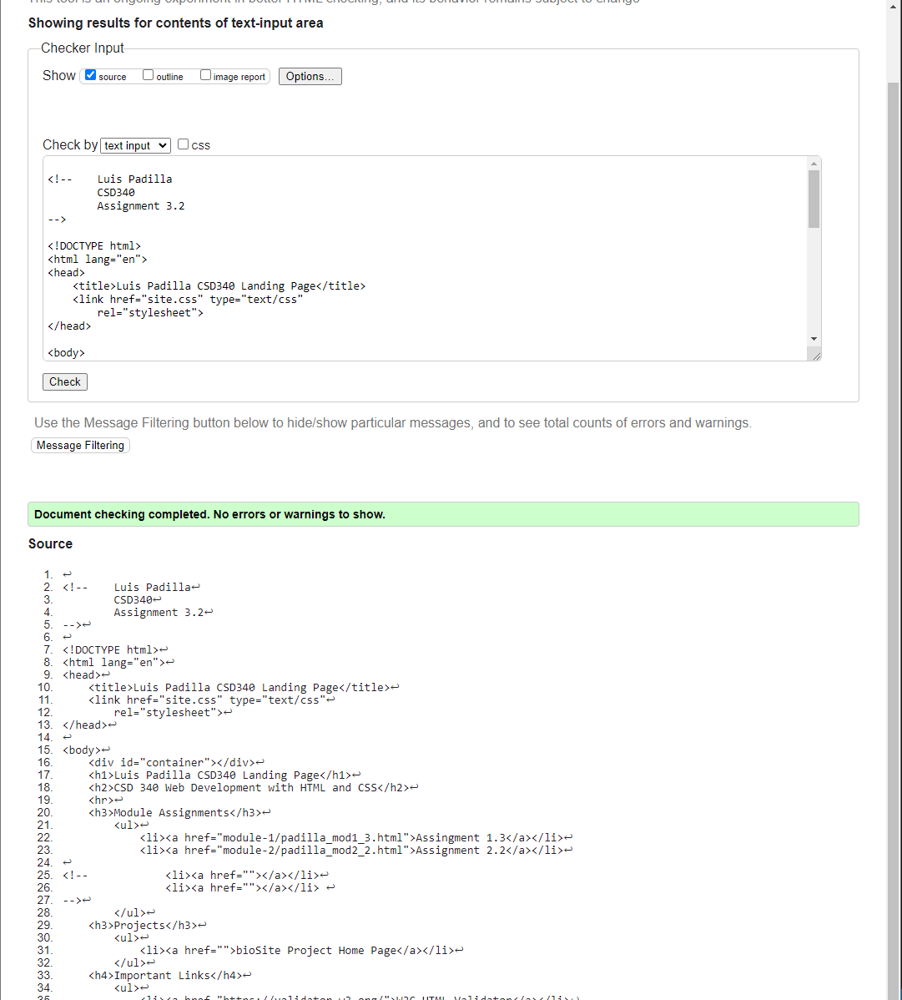 This tool is an ongoing experiment in better HTML checking, and its behavior remains subject to change
Showing results for contents of text-input area
Checker Input
Show source outline image report Options...
Check by text input css
<!--    Luis Padilla
        CSD340
        Assignment 3.2
-->
<!DOCTYPE html>
<html lang="en">
<head>
    <title>Luis Padilla CSD340 Landing Page</title>
    <link href="site.css" type="text/css"
        rel="stylesheet">
</head>
<body>
Check
Use the Message Filtering button below to hide/show particular messages, and to see total counts of errors and warnings.
Message Filtering
Document checking completed. No errors or warnings to show.
Source
1. ↩
2. <!--    Luis Padilla↩
3.         CSD340↩
4.         Assignment 3.2↩
5. -->↩
6. ↩
7. <!DOCTYPE html>↩
8. <html lang="en">↩
9. <head>↩
10.     <title>Luis Padilla CSD340 Landing Page</title>↩
11.     <link href="site.css" type="text/css"↩
12.         rel="stylesheet">↩
13. </head>↩
14. ↩
15. <body>↩
16.     <div id="container"></div>↩
17.     <h1>Luis Padilla CSD340 Landing Page</h1>↩
18.     <h2>CSD 340 Web Development with HTML and CSS</h2>↩
19.     <hr>↩
20.     <h3>Module Assignments</h3>↩
21.         <ul>↩
22.             <li><a href="module-1/padilla_mod1_3.html">Assingment 1.3</a></li>↩
23.             <li><a href="module-2/padilla_mod2_2.html">Assignment 2.2</a></li>↩
24. ↩
25. <!--            <li><a href=""></a></li>↩
26.                 <li><a href=""></a></li> ↩
27. -->↩
28.         </ul>↩
29.     <h3>Projects</h3>↩
30.         <ul>↩
31.             <li><a href="">bioSite Project Home Page</a></li>↩
32.         </ul>↩
33.     <h4>Important Links</h4>↩
34.         <ul>↩
35.             <li><a href="https://validator.w3.org/">W3C HTML Validator</a></li>↩